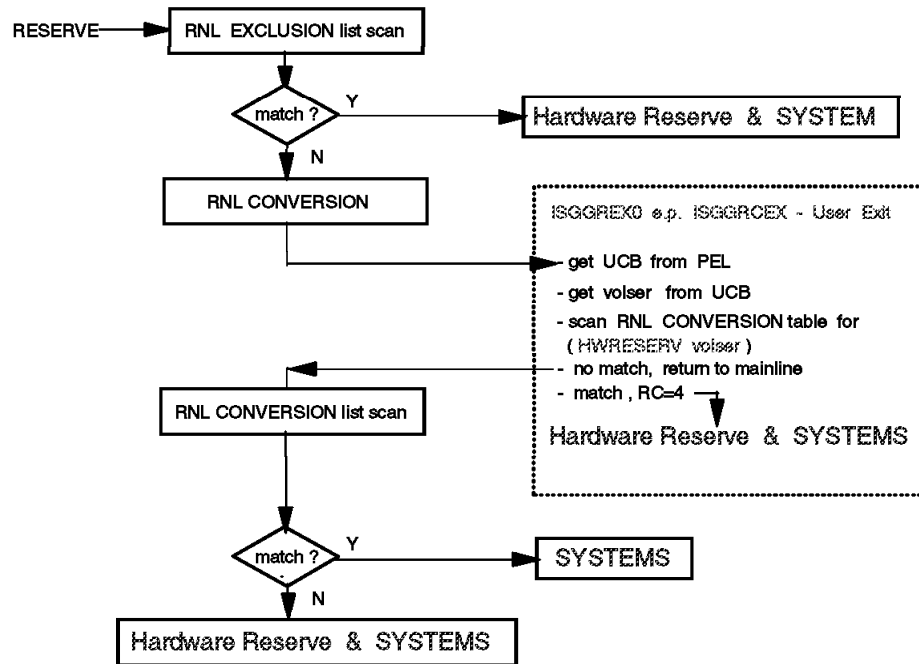 RESERVE
RNL EXCLUSION list scan
match ?
Y
Hardware Reserve & SYSTEM
N
RNL CONVERSION
ISGGREX0 e.p. ISGGRCEX - User Exit
- get UCB from PEL
- get volser from UCB
- scan RNL CONVERSION table for
( HWRESERV volser )
- no match, return to mainline
- match , RC=4
Hardware Reserve & SYSTEMS
RNL CONVERSION list scan
match ?
Y
SYSTEMS
N
Hardware Reserve & SYSTEMS